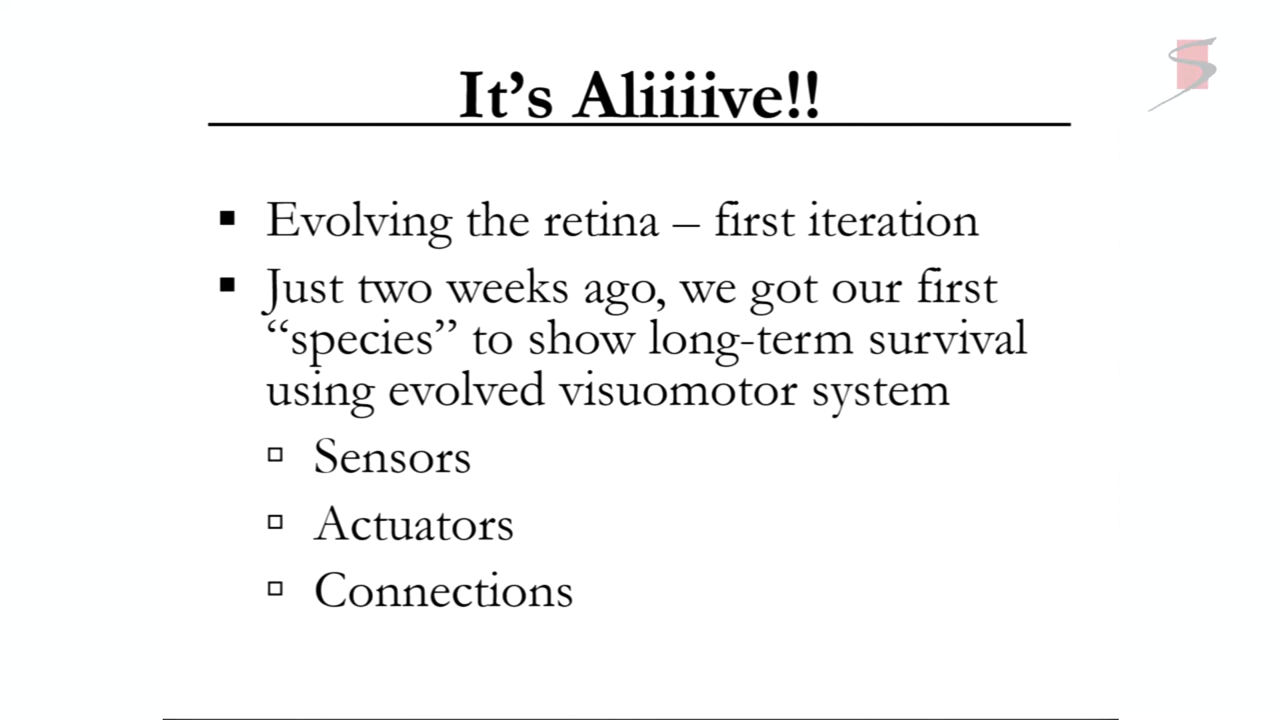 It’s Aliiiive!!
▪ Evolving the retina – first iteration
▪ Just two weeks ago, we got our first
“species” to show long-term survival
using evolved visuomotor system
▫ Sensors
▫ Actuators
▫ Connections